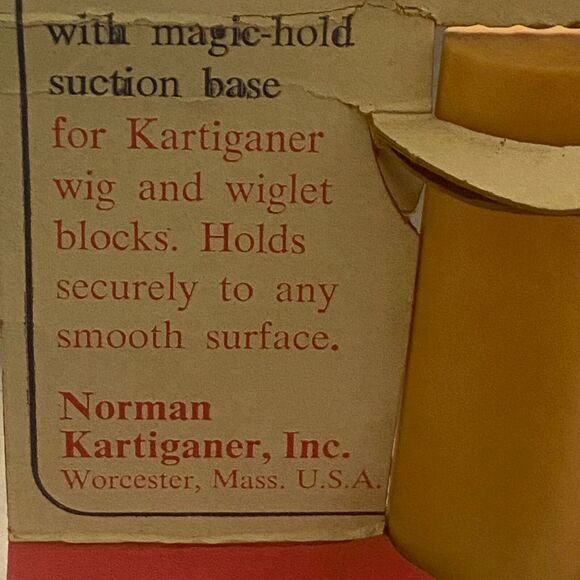 with magic-hold
suction base
for Kartiganer
wig and wiglet
blocks. Holds
securely to any
smooth surface.
Norman
Kartiganer, Inc.
Worcester, Mass. U.S.A.